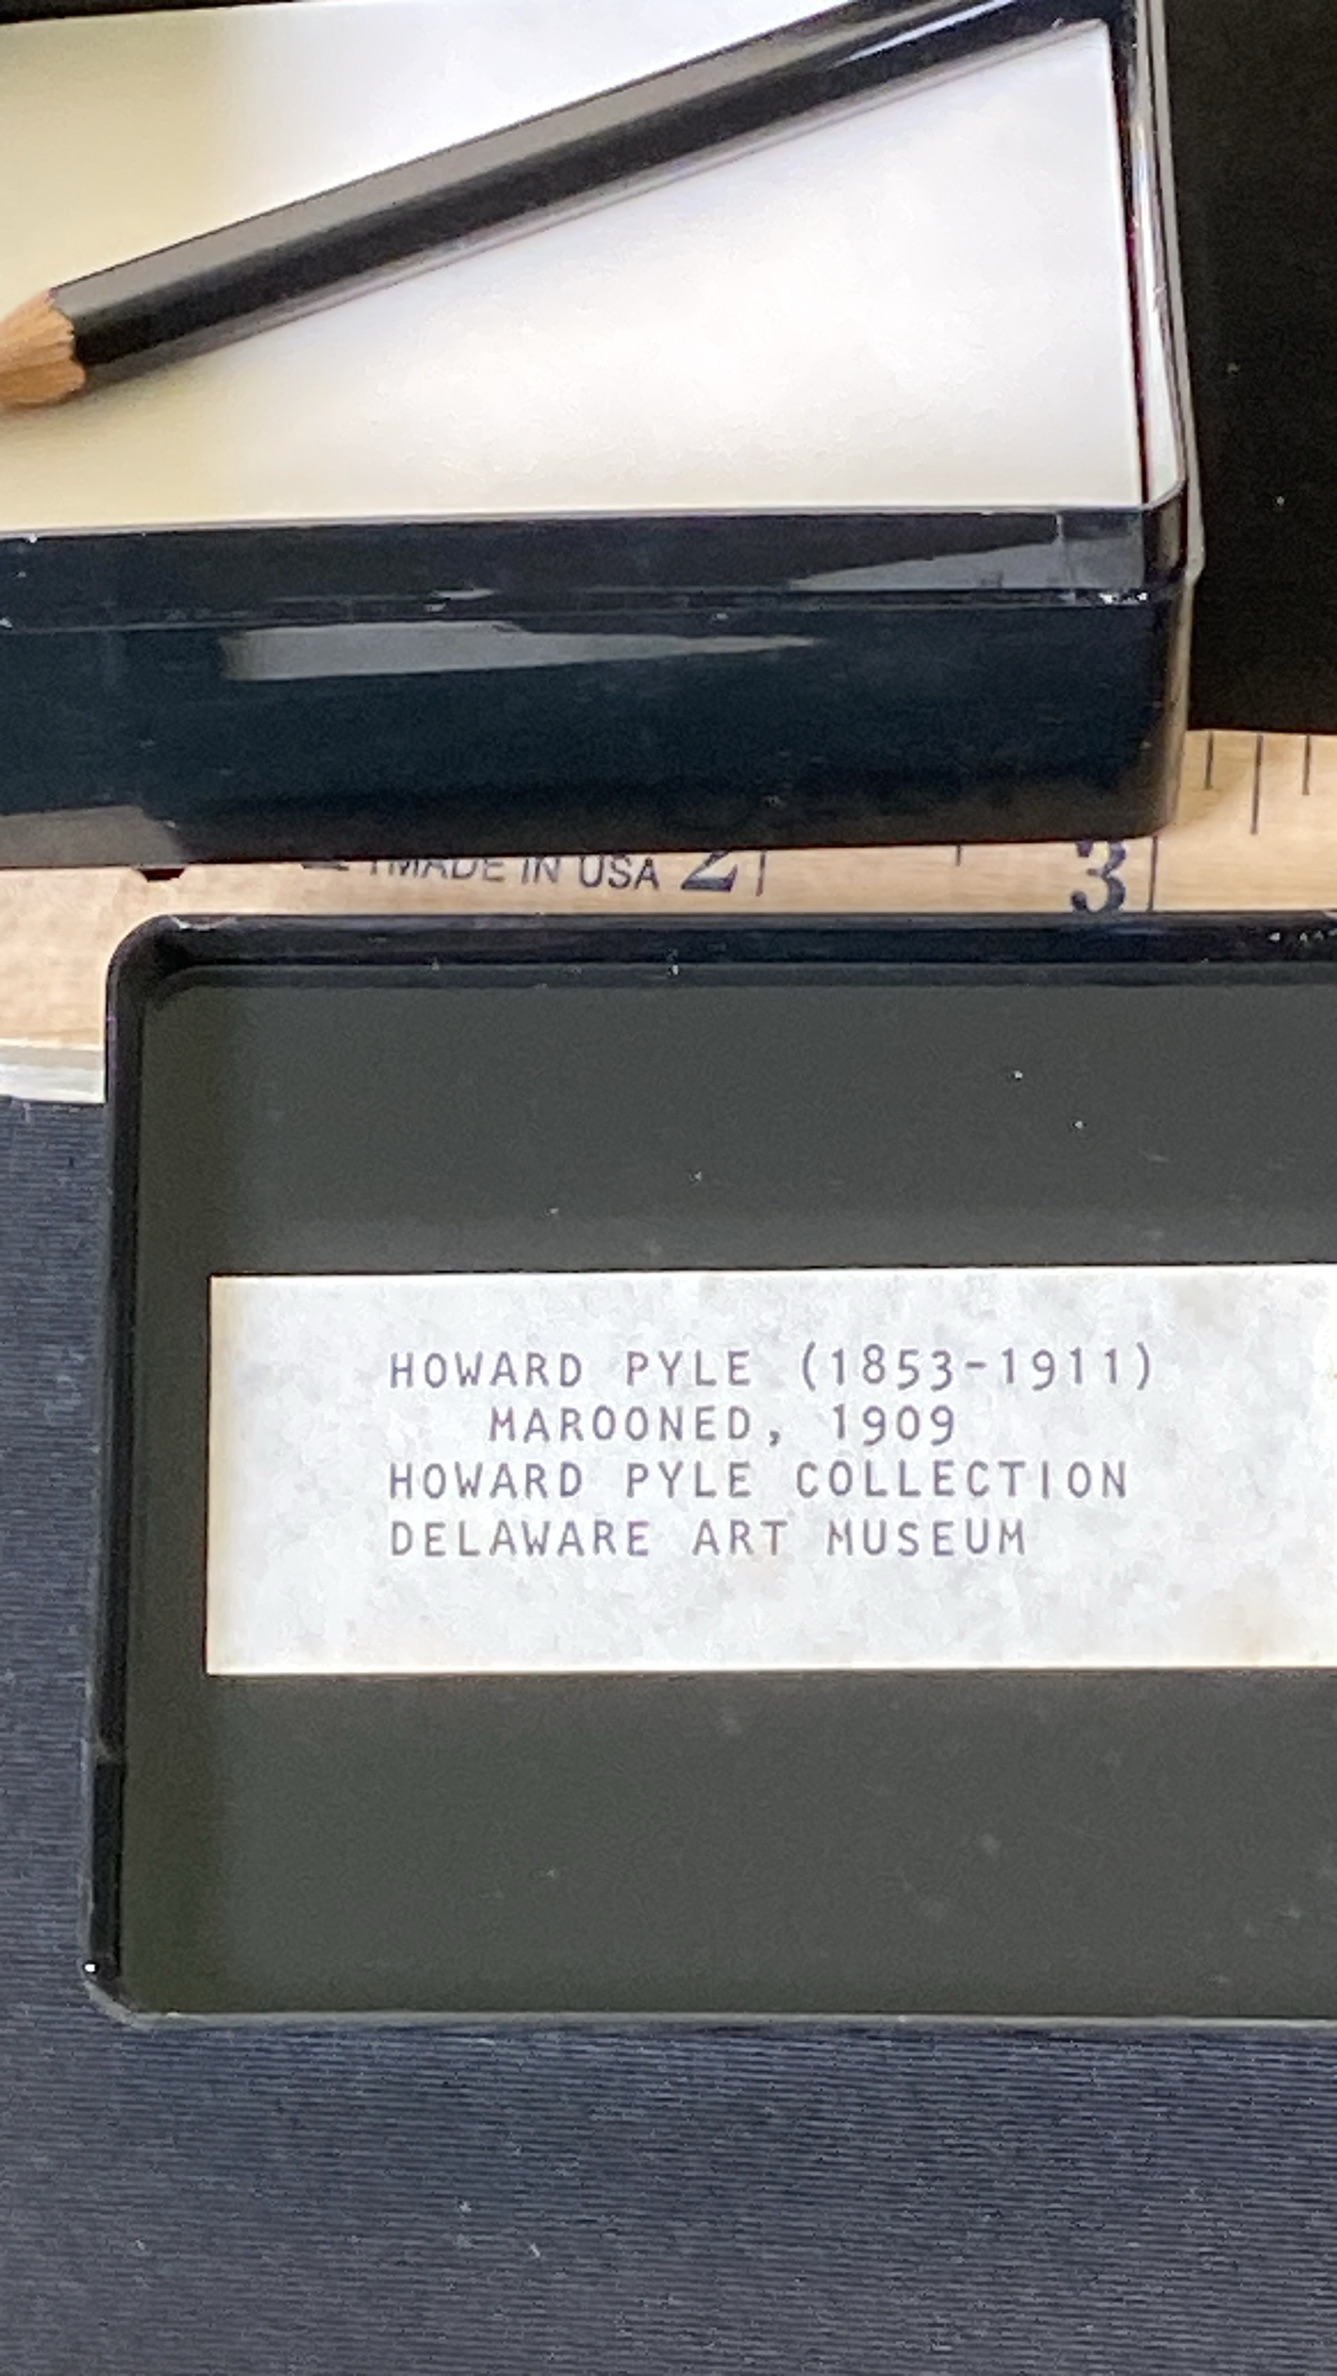 MADE IN USA 2 3
HOWARD PYLE (1853-1911)
MAROONED, 1909
HOWARD PYLE COLLECTION
DELAWARE ART MUSEUM